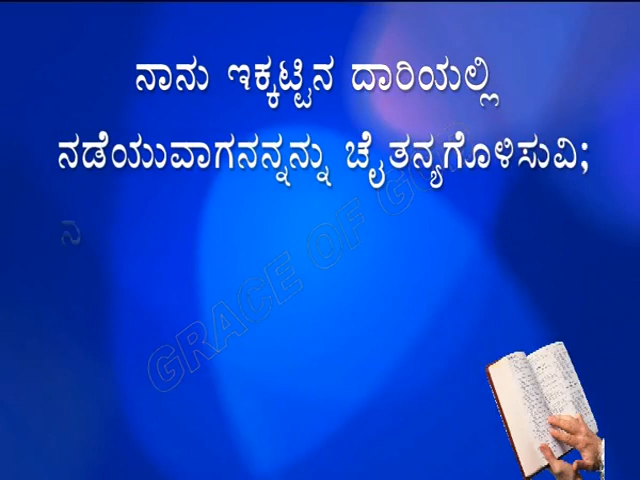 ನಾನು ಇಕ್ಕಟ್ಟಿನ ದಾರಿಯಲ್ಲಿ
ನಡೆಯುವಾಗನನ್ನನ್ನು ಚೈತನ್ಯಗೊಳಿಸುವಿ;
ನ
GRACE OF GOD